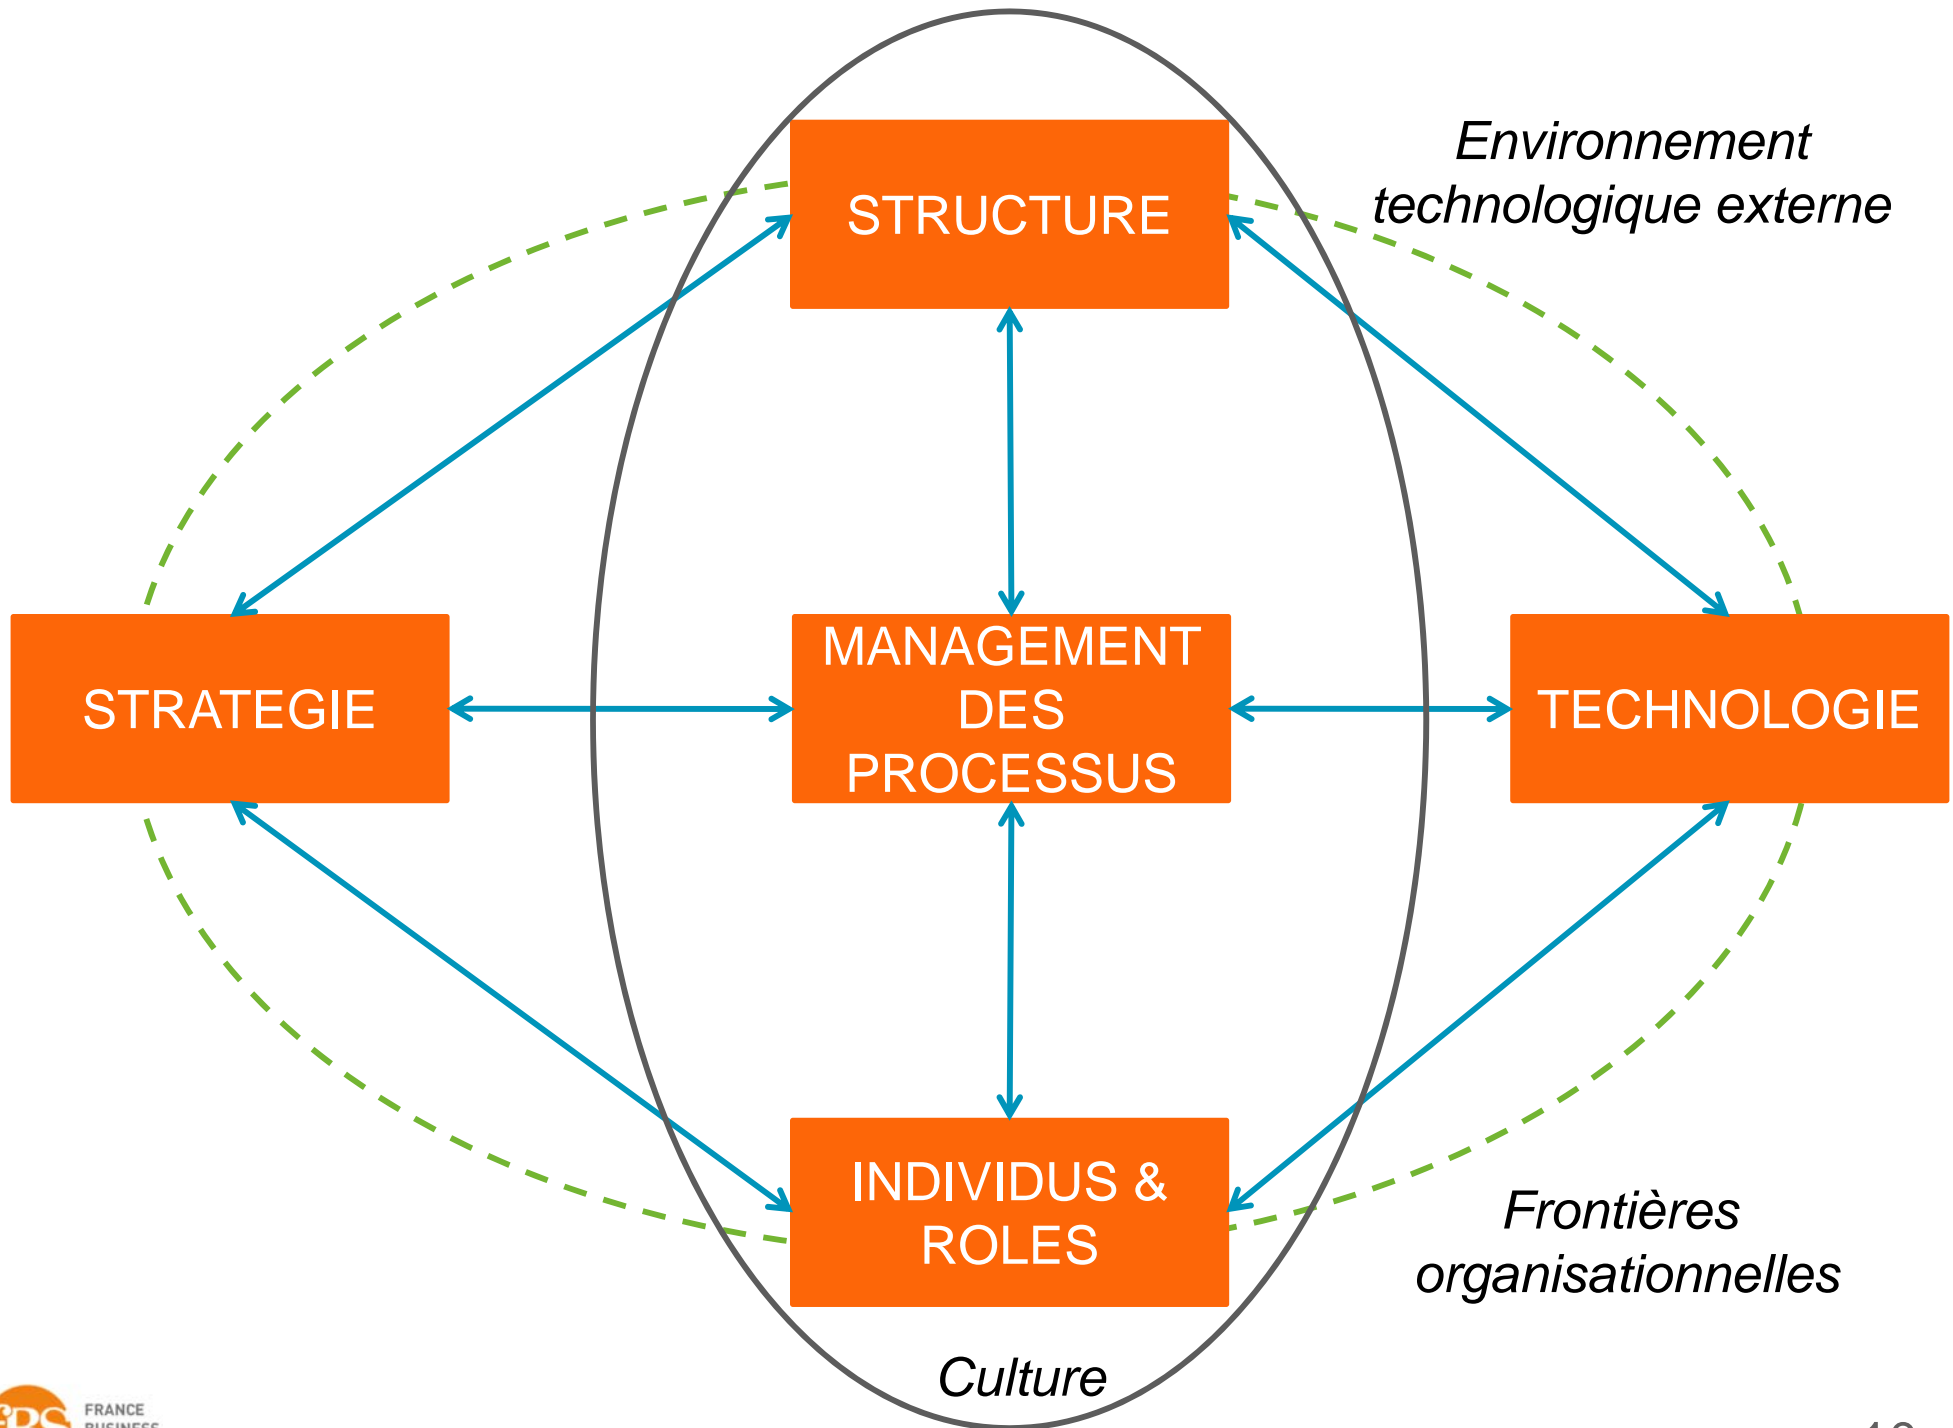 Environnement
technologique externe
STRUCTURE
STRATEGIE
MANAGEMENT
DES
PROCESSUS
TECHNOLOGIE
INDIVIDUS &
ROLES
Frontières
organisationnelles
Culture
FRANCE